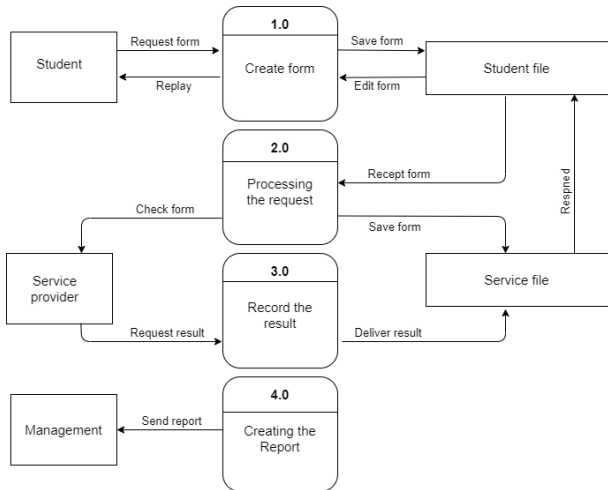 1.0
Request form
Save form
Student
Create form
Student file
Replay
Edit form
2.0
Recept form
Processing
the request
Respned
Check form
Save form
3.0
Service
provider
Service file
Record the
result
Request result
Deliver result
4.0
Send report
Management
Creating the
Report